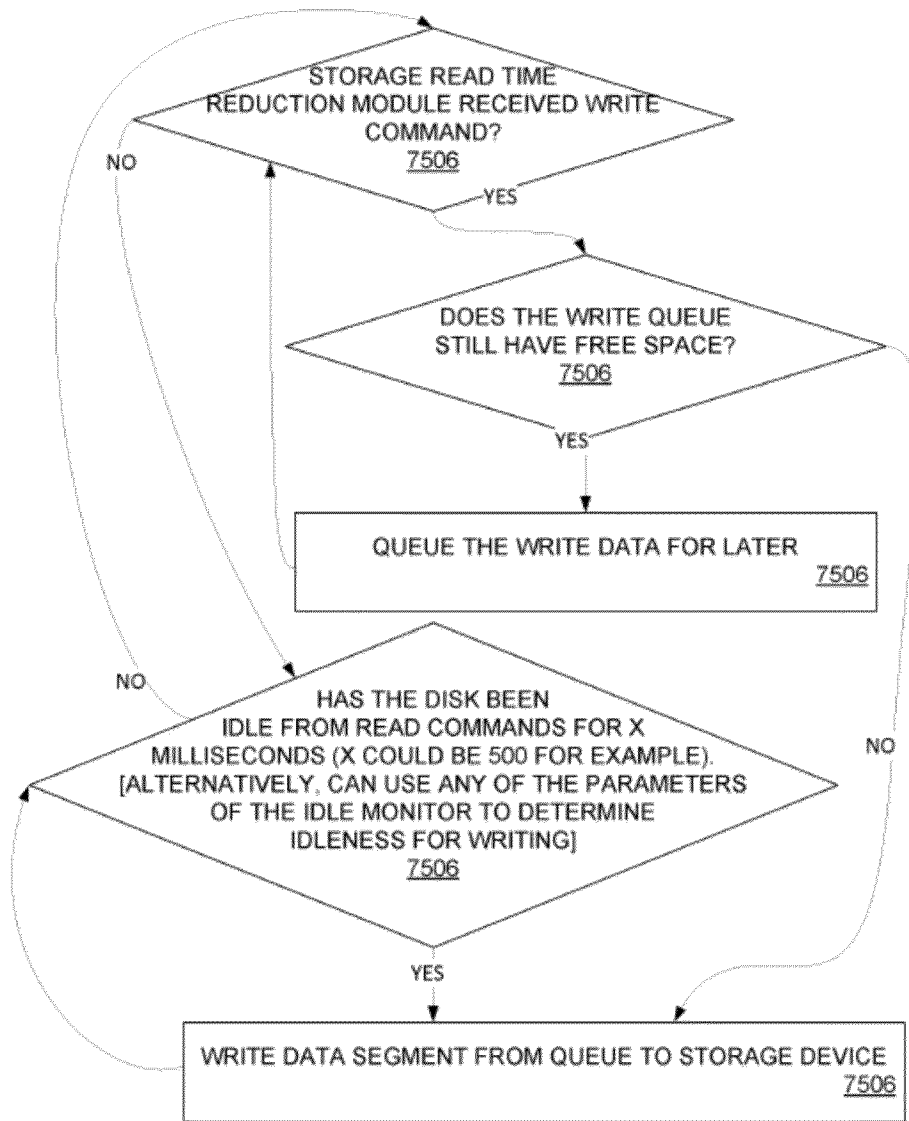 STORAGE READ TIME
REDUCTION MODULE RECEIVED WRITE
COMMAND?
7506
NO
YES
DOES THE WRITE QUEUE
STILL HAVE FREE SPACE?
7506
YES
QUEUE THE WRITE DATA FOR LATER
7506
NO
HAS THE DISK BEEN
IDLE FROM READ COMMANDS FOR X
MILLISECONDS (X COULD BE 500 FOR EXAMPLE).
[ALTERNATIVELY, CAN USE ANY OF THE PARAMETERS
OF THE IDLE MONITOR TO DETERMINE
IDLENESS FOR WRITING]
7506
NO
YES
WRITE DATA SEGMENT FROM QUEUE TO STORAGE DEVICE
7506